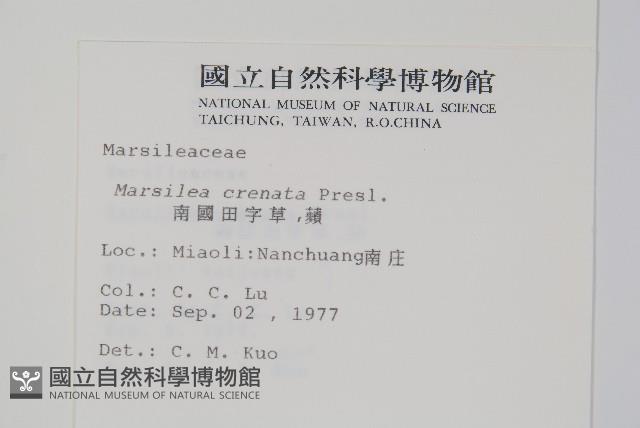 國立自然科學博物館
NATIONAL MUSEUM OF NATURAL SCIENCE
TAICHUNG, TAIWAN, R.O.CHINA
Marsileaceae
Marsilea crenata Presl.
南國田字草,蘋
Loc.: Miaoli:Nanchuang南庄
Col.: C. C. Lu
Date: Sep. 02 , 1977
Det.: C. M. Kuo
國立自然科學博物館
NATIONAL MUSEUM OF NATURAL SCIENCE